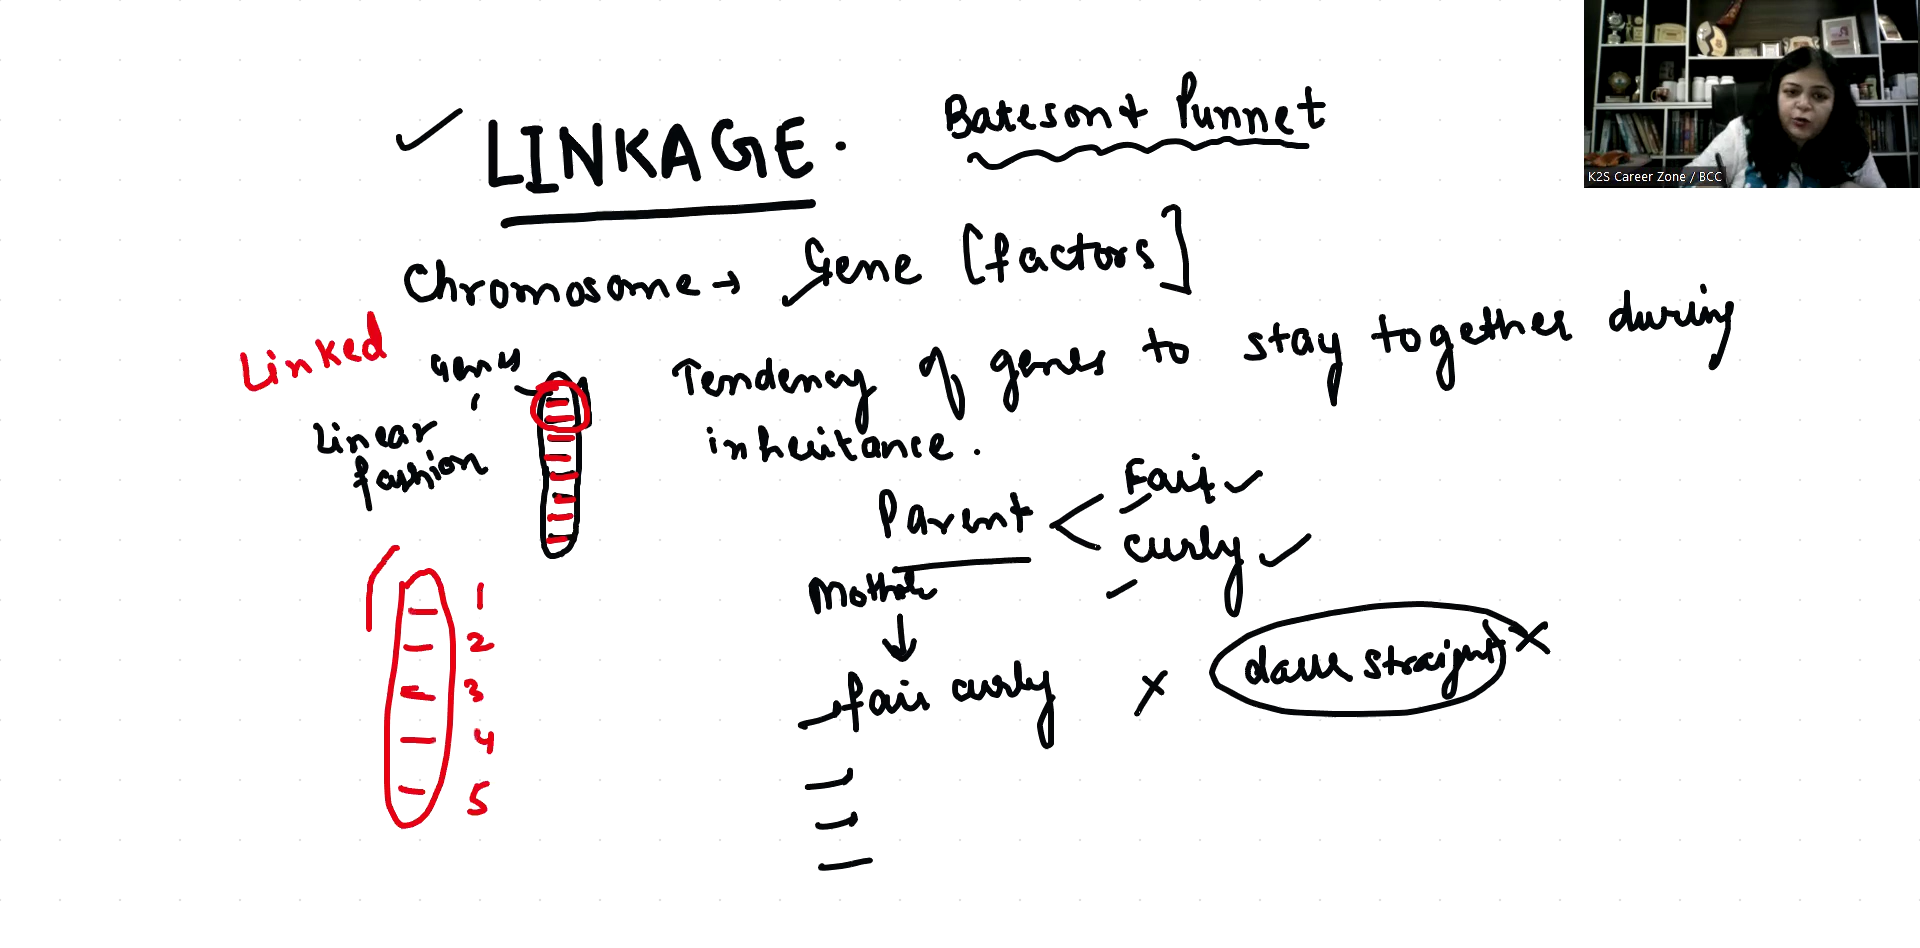 LINKAGE. Bateson + Punnet
Chromosome → Gene [factors]
Linked
Genes
Linear
fashion
Tendency of genes to stay together during
inheritance.
Parent
Fair
curly
Mother
fair curly x dark straight x
1
2
3
4
5
K2S Career Zone / BCC